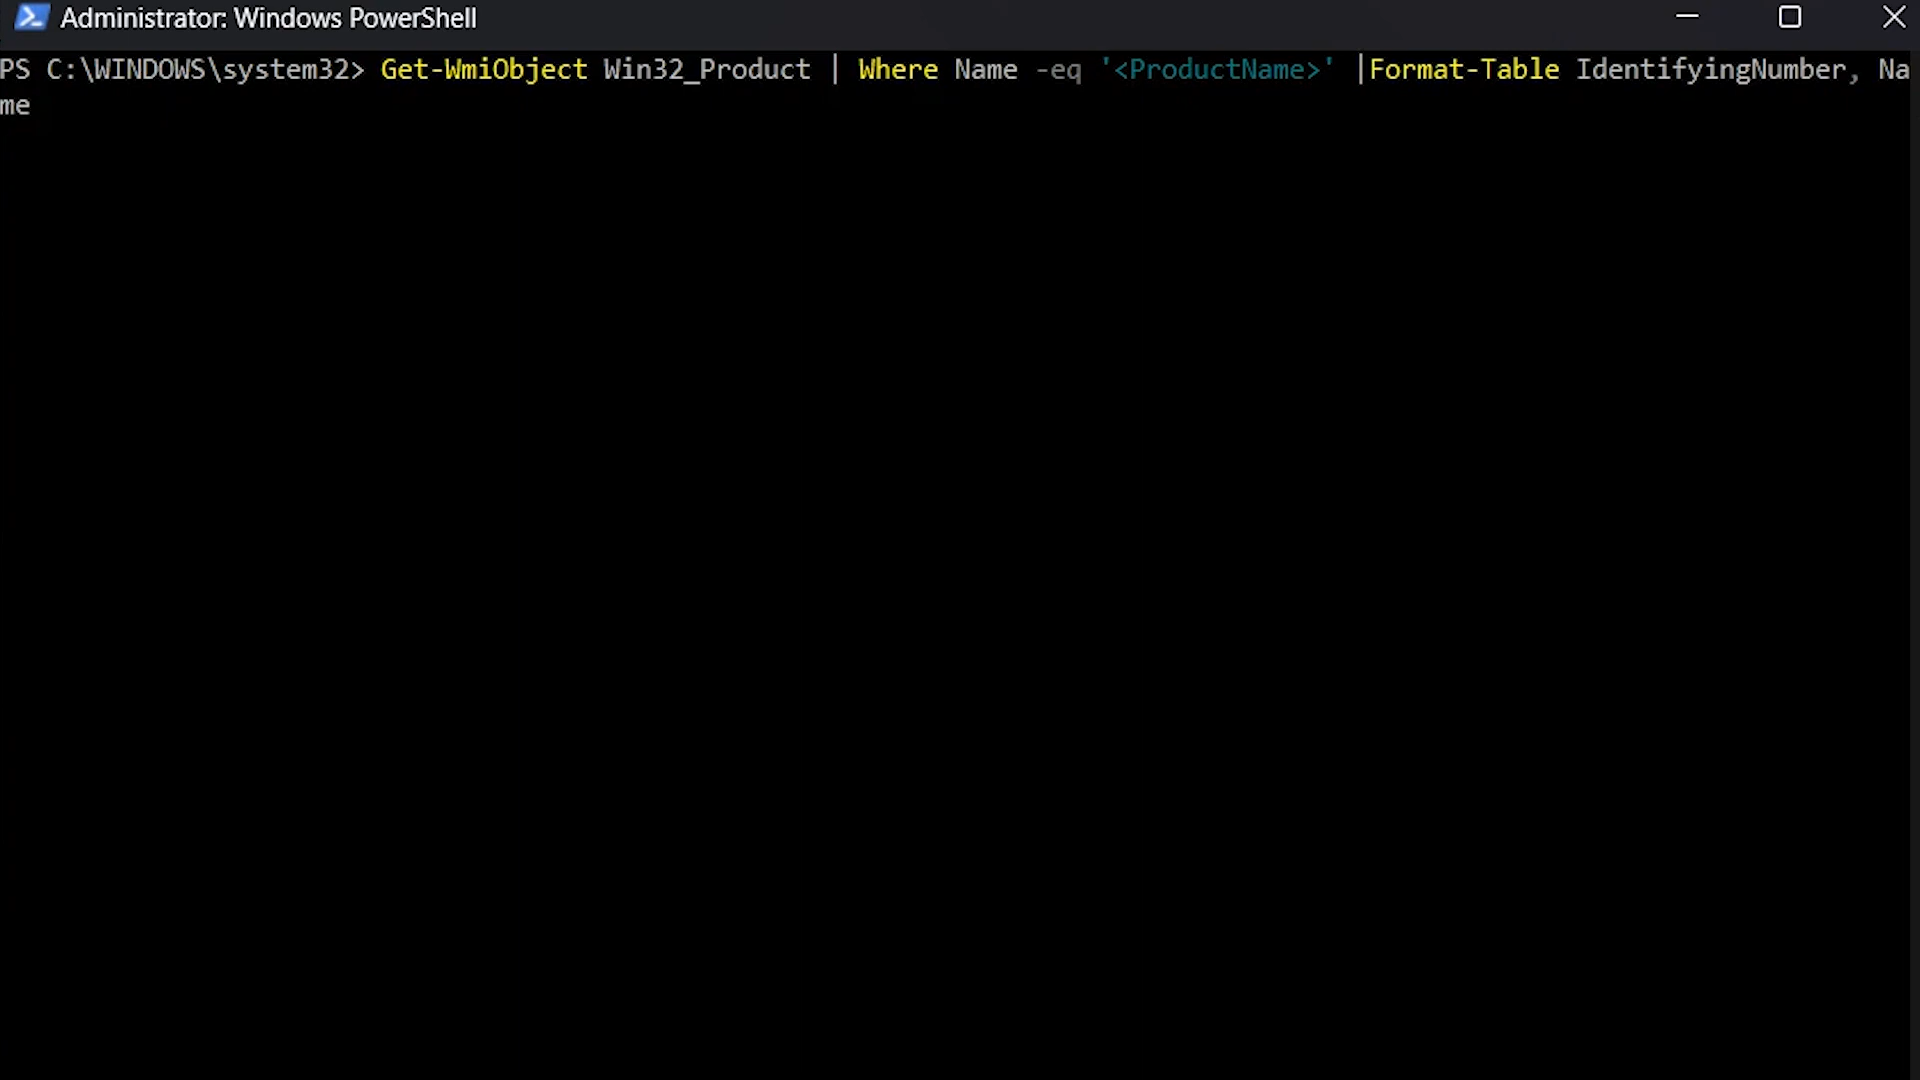 Administrator: Windows PowerShell
PS C:\WINDOWS\system32> Get-WmiObject Win32_Product | Where Name -eq '<ProductName>' |Format-Table IdentifyingNumber, Na
me